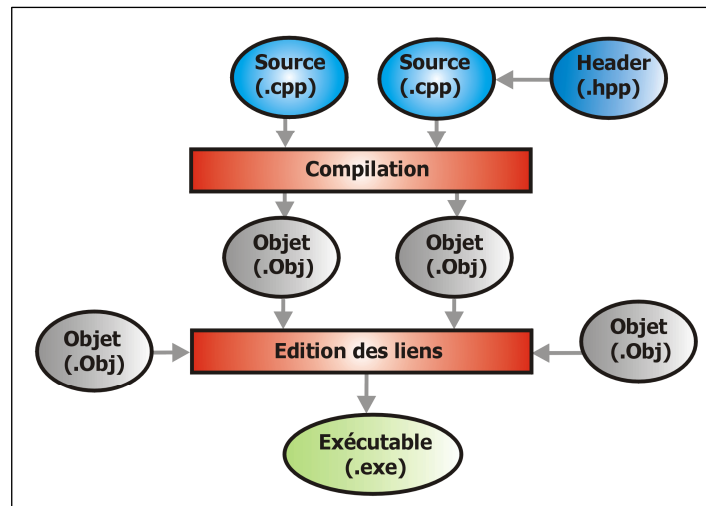 Source
(.cpp)
Source
(.cpp)
Header
(.hpp)
Compilation
Objet
(.Obj)
Objet
(.Obj)
Objet
(.Obj)
Edition des liens
Objet
(.Obj)
Exécutable
(.exe)